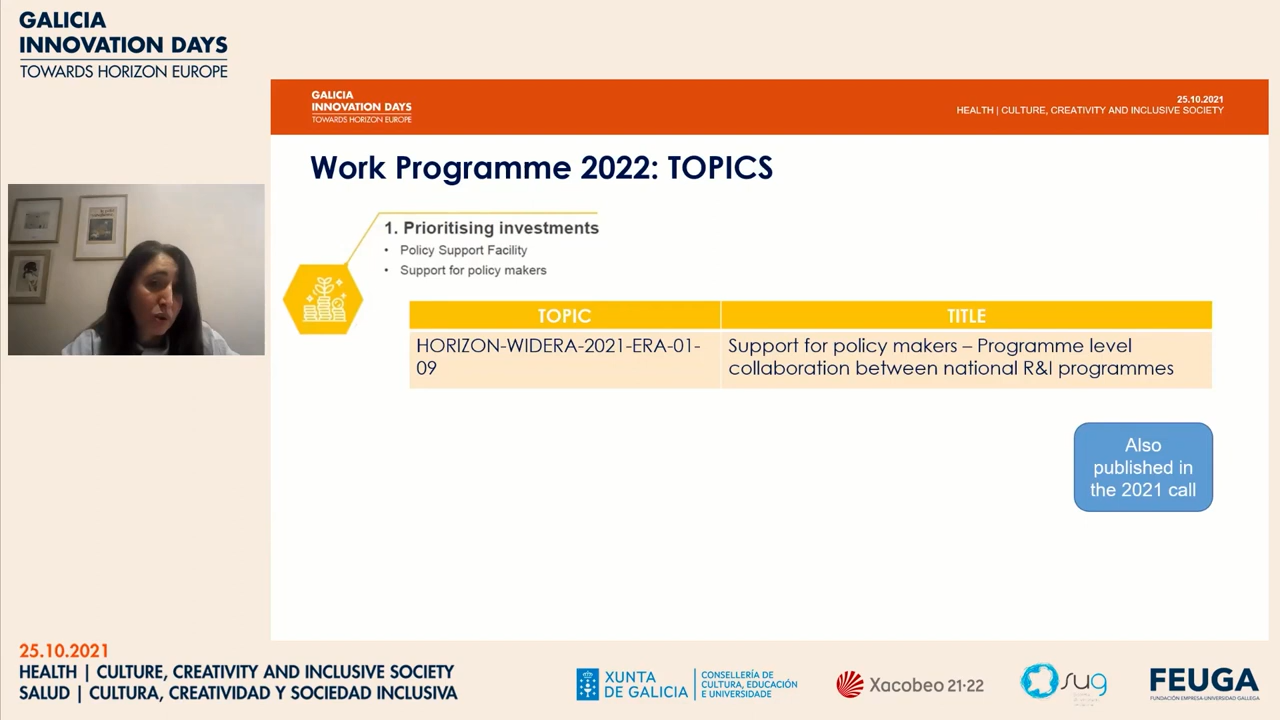 GALICIA
INNOVATION DAYS
TOWARDS HORIZON EUROPE
GALICIA
INNOVATION DAYS
TOWARDS HORIZON EUROPE
25.10.2021
HEALTH | CULTURE, CREATIVITY AND INCLUSIVE SOCIETY
Work Programme 2022: TOPICS
1. Prioritising investments
• Policy Support Facility
• Support for policy makers
TOPIC
TITLE
HORIZON-WIDERA-2021-ERA-01-
09
Support for policy makers – Programme level
collaboration between national R&I programmes
Also
published in
the 2021 call
25.10.2021
HEALTH | CULTURE, CREATIVITY AND INCLUSIVE SOCIETY
SALUD | CULTURA, CREATIVIDAD Y SOCIEDAD INCLUSIVA
XUNTA
DE GALICIA
CONSELLERÍA
DE CULTURA, EDUCACIÓN
E UNIVERSIDADE
Xacobeo 21·22
sug
FEUGA
FUNDACIÓN EMPRESA-UNIVERSIDAD GALLEGA